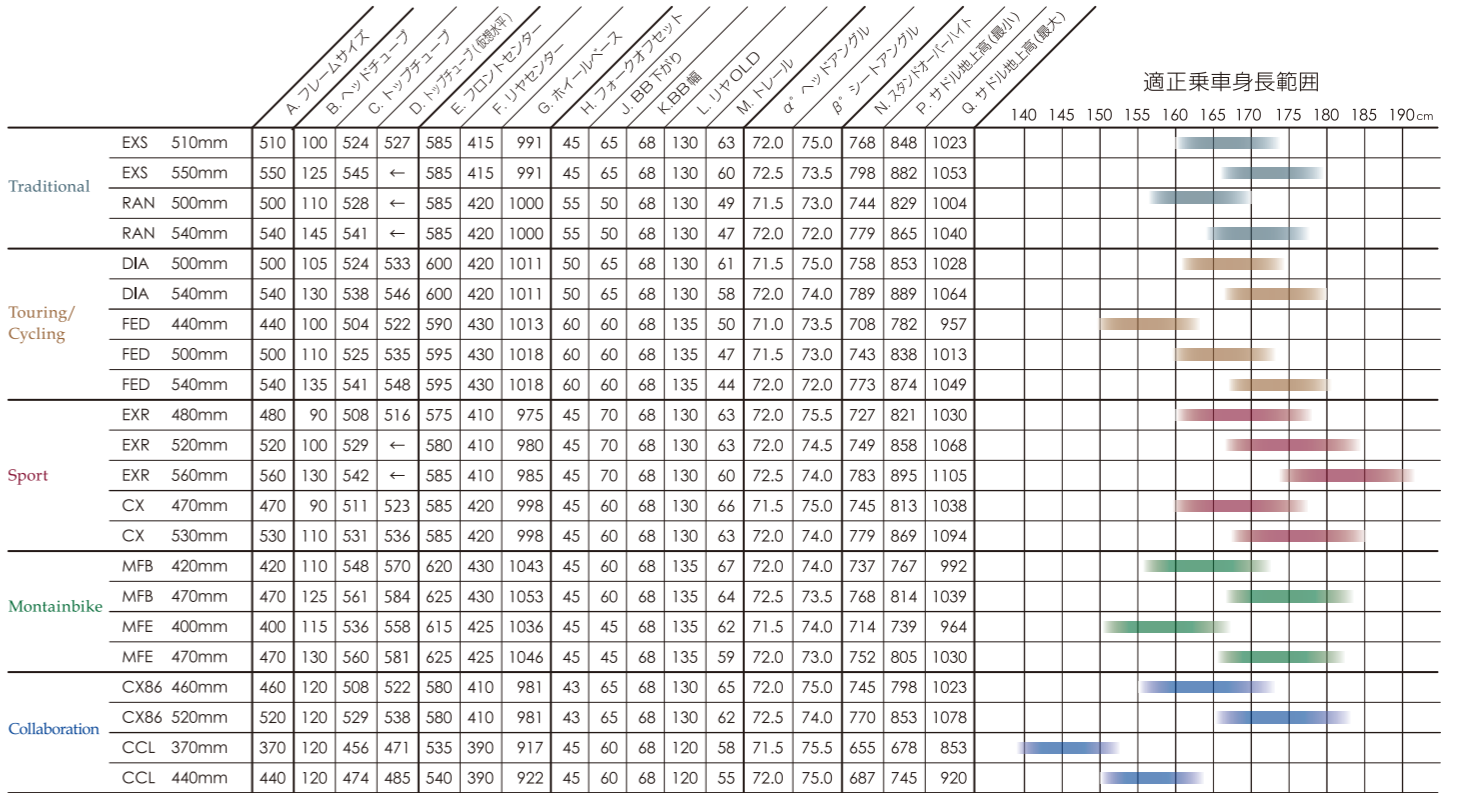 A. フレームサイズ
B. ヘッドチューブ
C. トップチューブ
D. トップチューブ(仮想水平)
E. フロントセンター
F. リヤセンター
G. ホイールベース
H. フォークオフセット
J. BB下がり
K.BB幅
L. リヤOLD
M. トレール
α° ヘッドアングル
β° シートアングル
N. スタンドオーバーハイト
P. サドル地上高(最小)
Q. サドル地上高(最大)
適正乗車身長範囲
140 145 150 155 160 165 170 175 180 185 190cm
Traditional
EXS 510mm 510 100 524 527 585 415 991 45 65 68 130 63 72.0 75.0 768 848 1023
EXS 550mm 550 125 545 ← 585 415 991 45 65 68 130 60 72.5 73.5 798 882 1053
RAN 500mm 500 110 528 ← 585 420 1000 55 50 68 130 49 71.5 73.0 744 829 1004
RAN 540mm 540 145 541 ← 585 420 1000 55 50 68 130 47 72.0 72.0 779 865 1040
Touring/
Cycling
DIA 500mm 500 105 524 533 600 420 1011 50 65 68 130 61 71.5 75.0 758 853 1028
DIA 540mm 540 130 538 546 600 420 1011 50 65 68 130 58 72.0 74.0 789 889 1064
FED 440mm 440 100 504 522 590 430 1013 60 60 68 135 50 71.0 73.5 708 782 957
FED 500mm 500 110 525 535 595 430 1018 60 60 68 135 47 71.5 73.0 743 838 1013
FED 540mm 540 135 541 548 595 430 1018 60 60 68 135 44 72.0 72.0 773 874 1049
Sport
EXR 480mm 480 90 508 516 575 410 975 45 70 68 130 63 72.0 75.5 727 821 1030
EXR 520mm 520 100 529 ← 580 410 980 45 70 68 130 63 72.0 74.5 749 858 1068
EXR 560mm 560 130 542 ← 585 410 985 45 70 68 130 60 72.5 74.0 783 895 1105
CX 470mm 470 90 511 523 585 420 998 45 60 68 130 66 71.5 75.0 745 813 1038
CX 530mm 530 110 531 536 585 420 998 45 60 68 130 63 72.0 74.0 779 869 1094
Montainbike
MFB 420mm 420 110 548 570 620 430 1043 45 60 68 135 67 72.0 74.0 737 767 992
MFB 470mm 470 125 561 584 625 430 1053 45 60 68 135 64 72.5 73.5 768 814 1039
MFE 400mm 400 115 536 558 615 425 1036 45 45 68 135 62 71.5 74.0 714 739 964
MFE 470mm 470 130 560 581 625 425 1046 45 45 68 135 59 72.0 73.0 752 805 1030
Collaboration
CX86 460mm 460 120 508 522 580 410 981 43 65 68 130 65 72.0 75.0 745 798 1023
CX86 520mm 520 120 529 538 580 410 981 43 65 68 130 62 72.5 74.0 770 853 1078
CCL 370mm 370 120 456 471 535 390 917 45 60 68 120 58 71.5 75.5 655 678 853
CCL 440mm 440 120 474 485 540 390 922 45 60 68 120 55 72.0 75.0 687 745 920